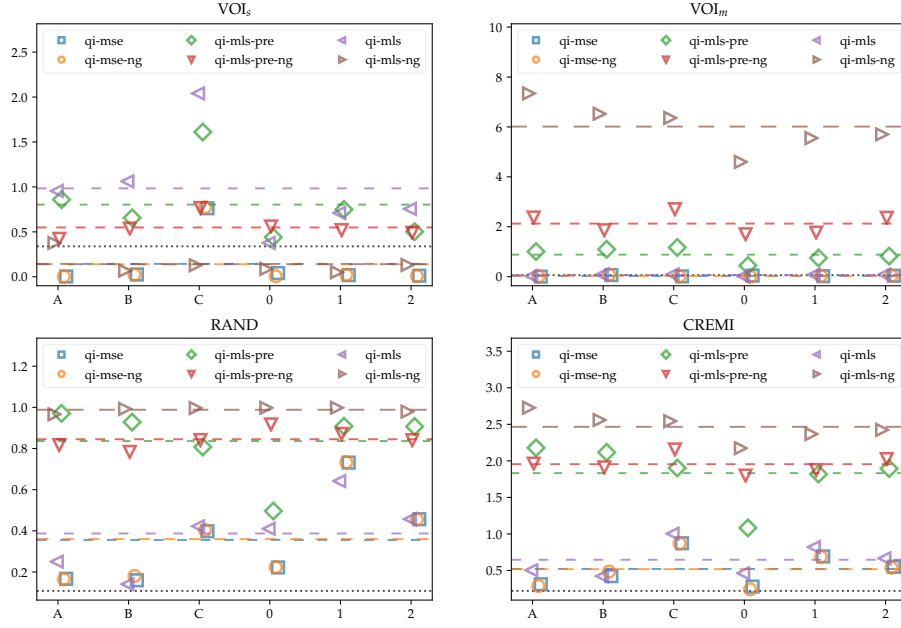 VOIₛ
qi-mse qi-mls-pre qi-mls
qi-mse-ng qi-mls-pre-ng qi-mls-ng
2.5
2.0
1.5
1.0
0.5
0.0
A B C 0 1 2
VOIₘ
qi-mse qi-mls-pre qi-mls
qi-mse-ng qi-mls-pre-ng qi-mls-ng
10
8
6
4
2
0
A B C 0 1 2
RAND
qi-mse qi-mls-pre qi-mls
qi-mse-ng qi-mls-pre-ng qi-mls-ng
1.2
1.0
0.8
0.6
0.4
0.2
A B C 0 1 2
CREMI
qi-mse qi-mls-pre qi-mls
qi-mse-ng qi-mls-pre-ng qi-mls-ng
3.5
3.0
2.5
2.0
1.5
1.0
0.5
A B C 0 1 2